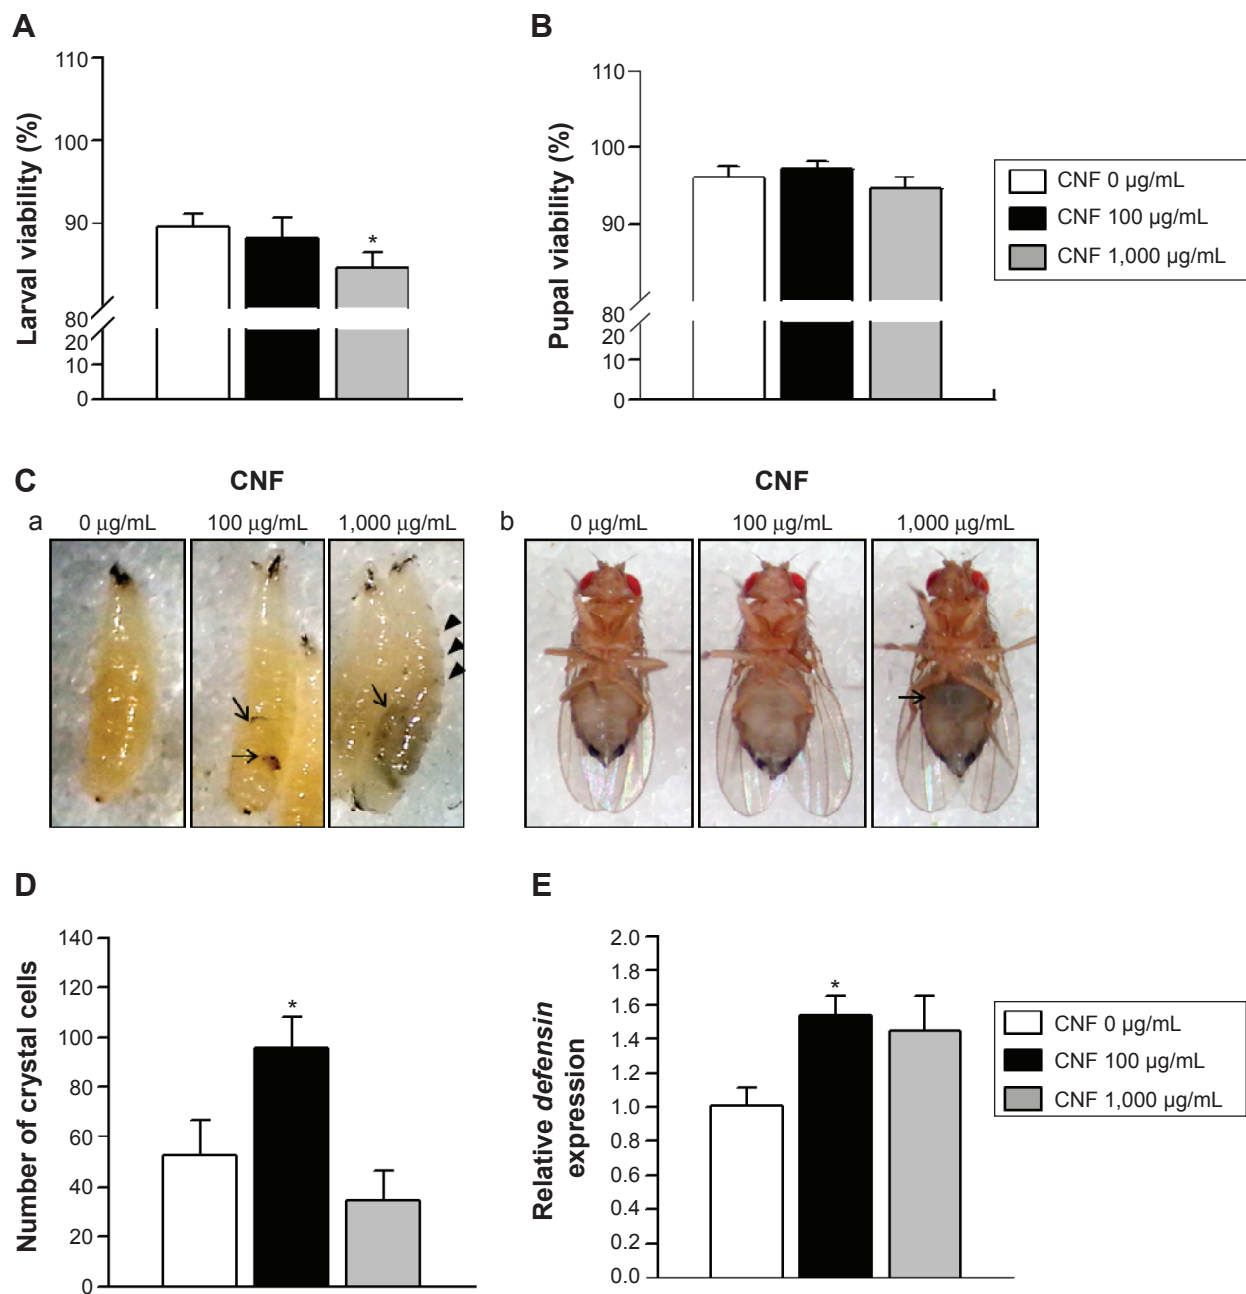 A
110
100
90
80
20
10
0
Larval viability (%)
*
B
110
100
90
80
20
10
0
Pupal viability (%)
CNF 0 µg/mL
CNF 100 µg/mL
CNF 1,000 µg/mL
C
CNF
a
0 µg/mL
100 µg/mL
1,000 µg/mL
CNF
b
0 µg/mL
100 µg/mL
1,000 µg/mL
D
140
120
100
80
60
40
20
0
Number of crystal cells
*
E
2.0
1.8
1.6
1.4
1.2
1.0
0.8
0.6
0.4
0.2
0.0
Relative defensin
expression
*
CNF 0 µg/mL
CNF 100 µg/mL
CNF 1,000 µg/mL